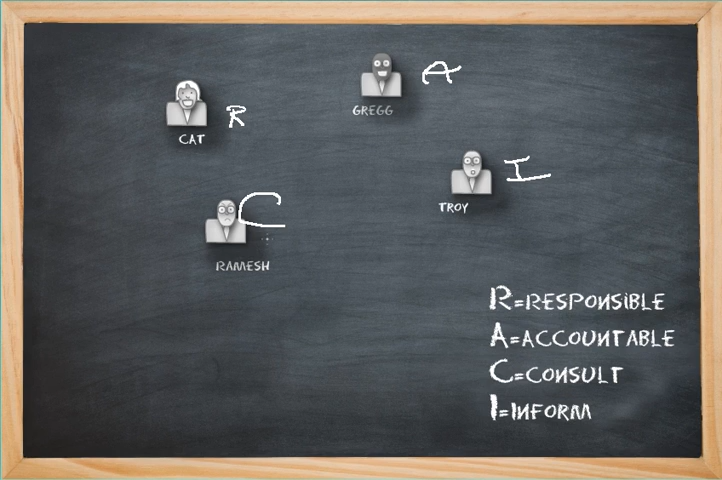 A
GREGG
R
CAT
I
TROY
C
RAMESH
R=RESPONSIBLE
A=ACCOUNTABLE
C=CONSULT
I=INFORM